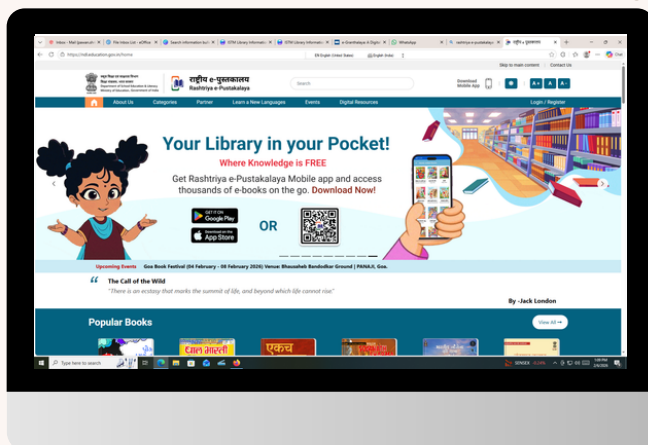 Skip to main content
Contact Us
राष्ट्रीय e-पुस्तकालय
Rashtriya e-Pustakalaya
Search
Download
Mobile App
A+ A A-
About Us Categories Partner Learn a New Languages Events Digital Resources Login / Register
Your Library in your Pocket!
Where Knowledge is FREE
Get Rashtriya e-Pustakalaya Mobile app and access
thousands of e-books on the go. Download Now!
GET IT ON
Google Play
OR
Download on the
App Store
Upcoming Events Goa Book Festival (04 February - 08 February 2026) Venue: Bhausaheb Bandodkar Ground | PANAJI, Goa.
The Call of the Wild
"There is an ecstasy that marks the summit of life, and beyond which life cannot rise."
By -Jack London
Popular Books
View All
एकच
Type here to search
SENSEX